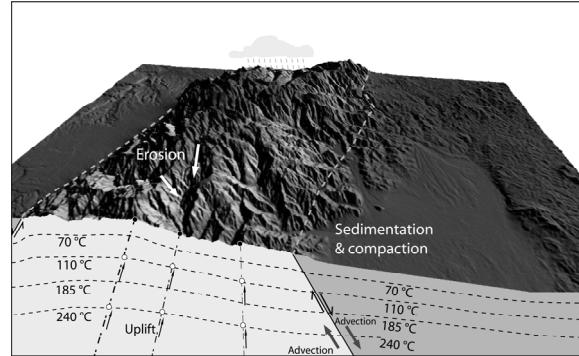 Erosion
Sedimentation
& compaction
70 °C
110 °C
185 °C
240 °C
Uplift
70 °C
110 °C
185 °C
240 °C
Advection
Advection